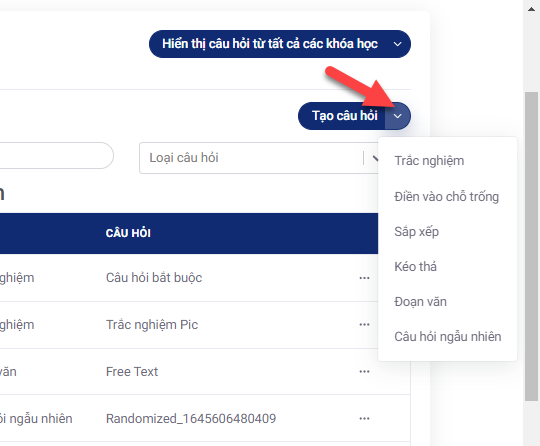 Hiển thị câu hỏi từ tất cả các khóa học
Tạo câu hỏi
Loại câu hỏi
Trắc nghiệm
Điền vào chỗ trống
Sắp xếp
Kéo thả
Đoạn văn
Câu hỏi ngẫu nhiên
CÂU HỎI
nghiệm Câu hỏi bắt buộc ...
nghiệm Trắc nghiệm Pic ...
văn Free Text ...
ỏi ngẫu nhiên Randomized_1645606480409 ...